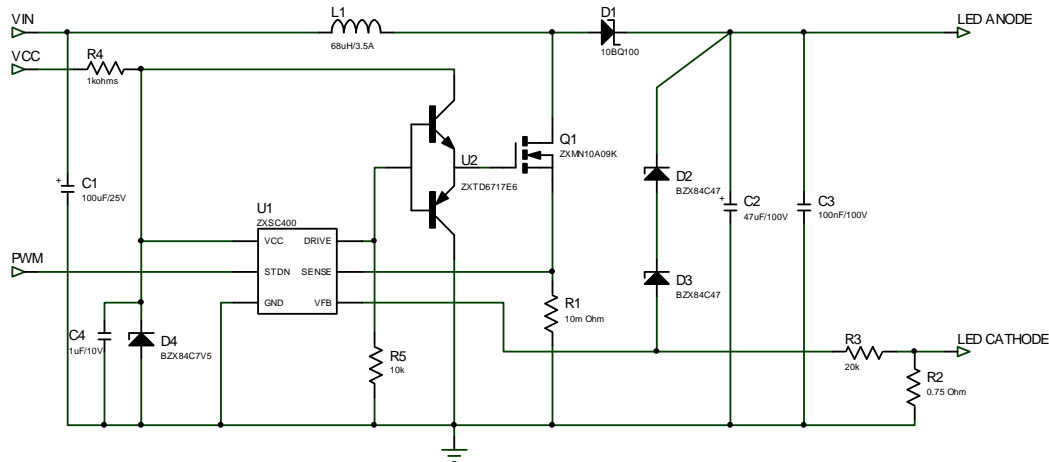 VIN
L1
68uH/3.5A
D1
10BQ100
LED ANODE
VCC
R4
1kohms
Q1
ZXMN10A09K
U2
ZXTD6717E6
D2
BZX84C47
C1
+
100uF/25V
C2
+
47uF/100V
C3
100nF/100V
U1
ZXSC400
VCC
DRIVE
STDN
SENSE
GND
VFB
PWM
D3
BZX84C47
R1
10m Ohm
C4
1uF/10V
D4
BZX84C7V5
R5
10k
R3
20k
LED CATHODE
R2
0.75 Ohm